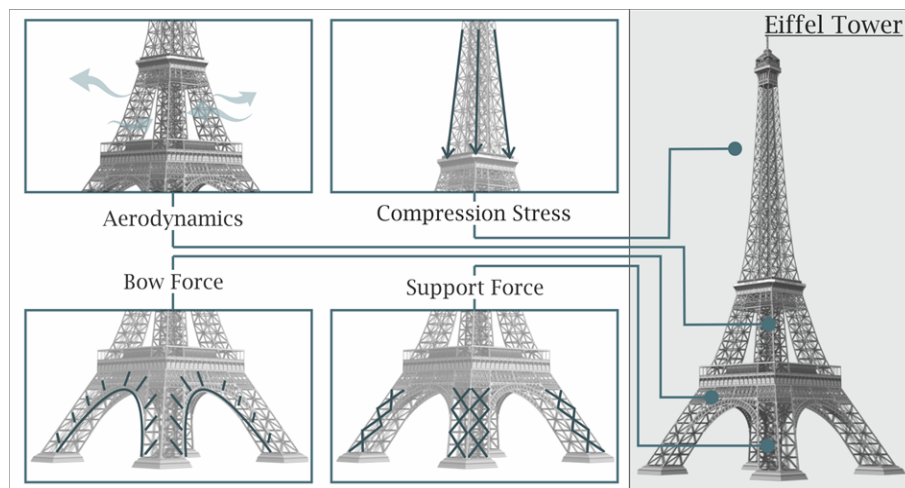 Eiffel Tower
Aerodynamics
Compression Stress
Bow Force
Support Force